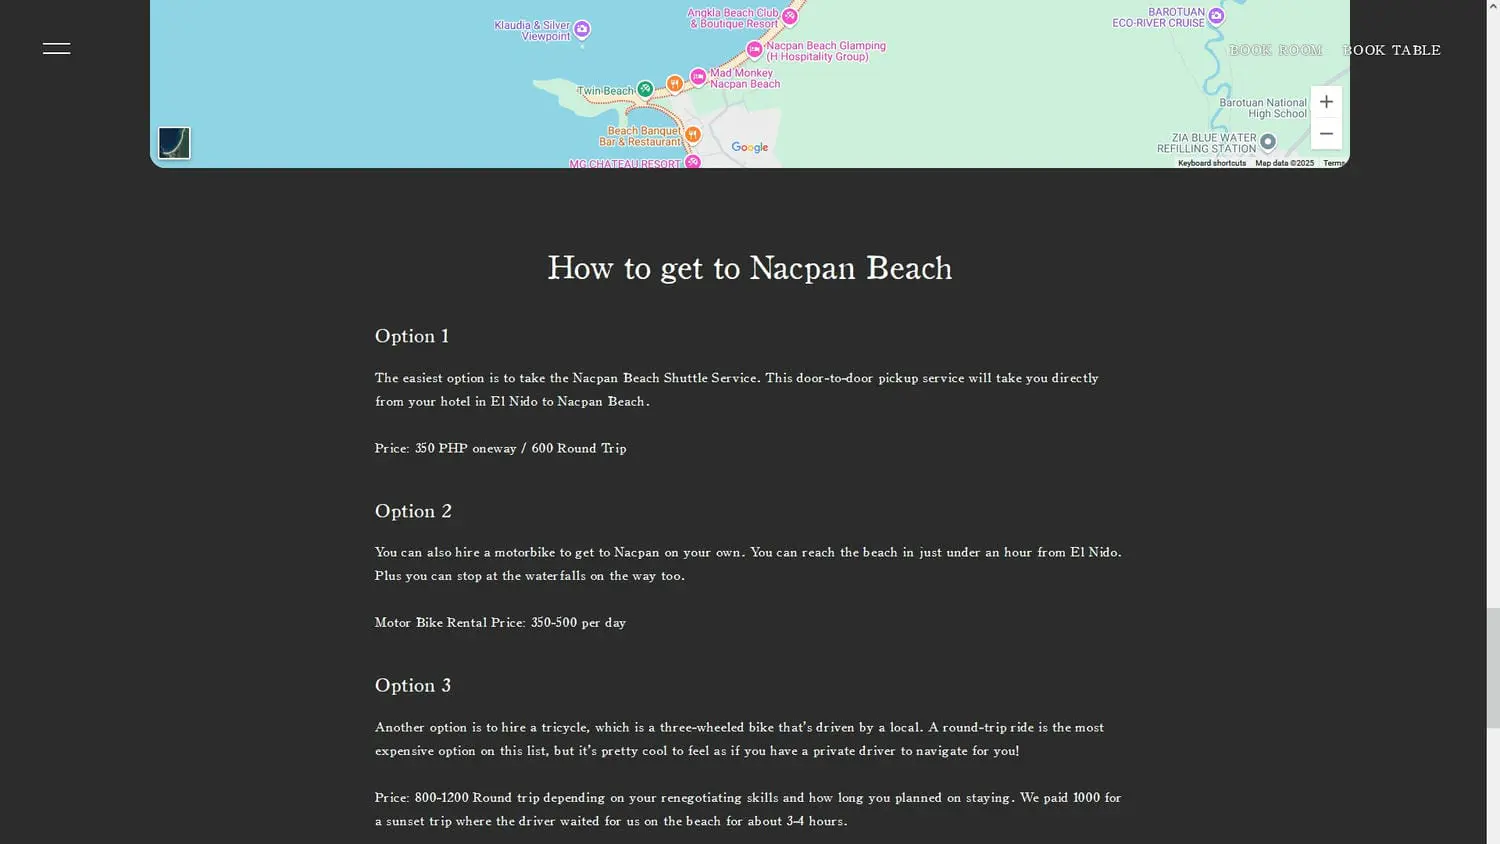 Angkla Beach Club
& Boutique Resort
BAROTUAN
ECO-RIVER CRUISE
Klaudia & Silver
Viewpoint
Nacpan Beach Glamping
(H Hospitality Group)
BOOK ROOM
BOOK TABLE
Mad Monkey
Nacpan Beach
Twin Beach
Barotuan National
High School
Beach Banquet
Bar & Restaurant
Google
ZIA BLUE WATER
REFILLING STATION
MC CHATEAU RESORT
Keyboard shortcuts
Map data ©2025
Terms
How to get to Nacpan Beach
Option 1
The easiest option is to take the Nacpan Beach Shuttle Service. This door-to-door pickup service will take you directly
from your hotel in El Nido to Nacpan Beach.
Price: 350 PHP oneway / 600 Round Trip
Option 2
You can also hire a motorbike to get to Nacpan on your own. You can reach the beach in just under an hour from El Nido.
Plus you can stop at the waterfalls on the way too.
Motor Bike Rental Price: 350-500 per day
Option 3
Another option is to hire a tricycle, which is a three-wheeled bike that's driven by a local. A round-trip ride is the most
expensive option on this list, but it's pretty cool to feel as if you have a private driver to navigate for you!
Price: 800-1200 Round trip depending on your renegotiating skills and how long you planned on staying. We paid 1000 for
a sunset trip where the driver waited for us on the beach for about 3-4 hours.